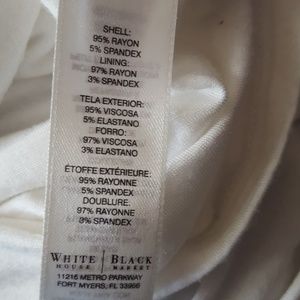 SHELL:
95% RAYON
5% SPANDEX
LINING:
97% RAYON
3% SPANDEX
TELA EXTERIOR:
95% VISCOSA
5% ELASTANO
FORRO:
97% VISCOSA
3% ELASTANO
ÉTOFFE EXTÉRIEURE:
95% RAYONNE
5% SPANDEX
DOUBLURE:
97% RAYONNE
3% SPANDEX
WHITE BLACK
HOUSE MARKET
11215 METRO PARKWAY
FORT MYERS, FL 33966